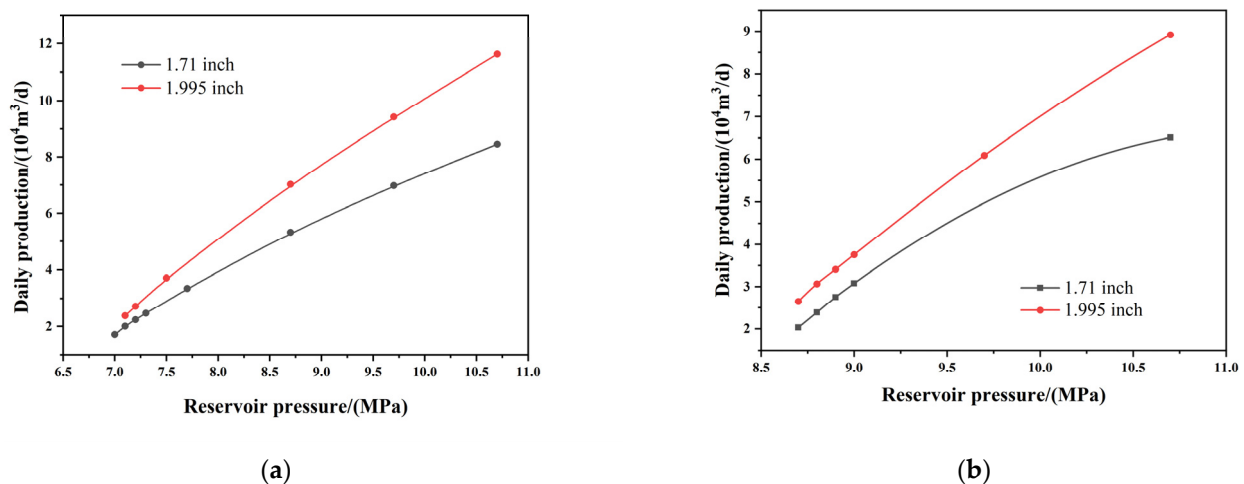 12
10
8
6
4
2
6.5 7.0 7.5 8.0 8.5 9.0 9.5 10.0 10.5 11.0
Daily production/(10⁴m³/d)
Reservoir pressure/(MPa)
1.71 inch
1.995 inch
(a)
9
8
7
6
5
4
3
2
8.5 9.0 9.5 10.0 10.5 11.0
Daily production/(10⁴m³/d)
Reservoir pressure/(MPa)
1.71 inch
1.995 inch
(b)